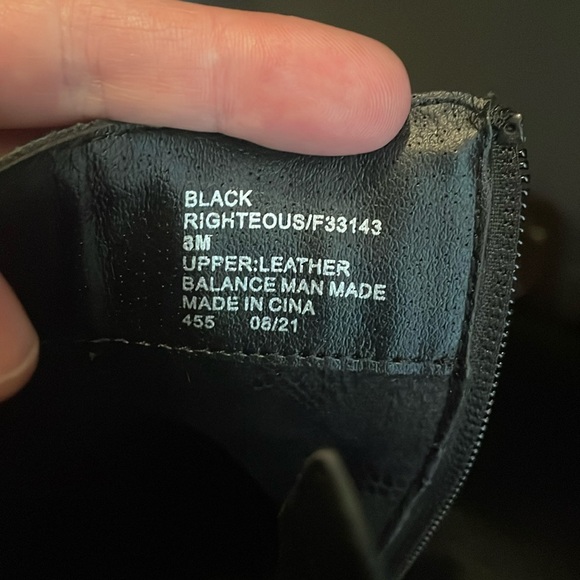 BLACK
RIGHTEOUS/F33143
8M
UPPER:LEATHER
BALANCE MAN MADE
MADE IN CINA
455 08/21